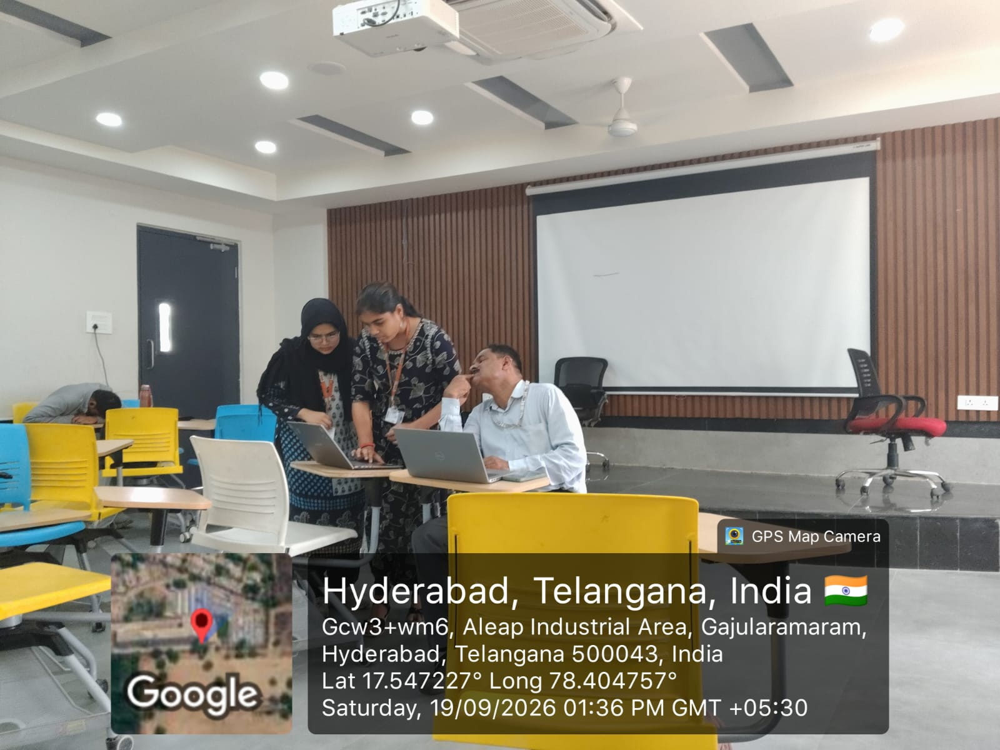 GPS Map Camera
Hyderabad, Telangana, India
Gcw3+wm6, Aleap Industrial Area, Gajularamaram,
Hyderabad, Telangana 500043, India
Lat 17.547227° Long 78.404757°
Saturday, 19/09/2026 01:36 PM GMT +05:30
Google
DELL